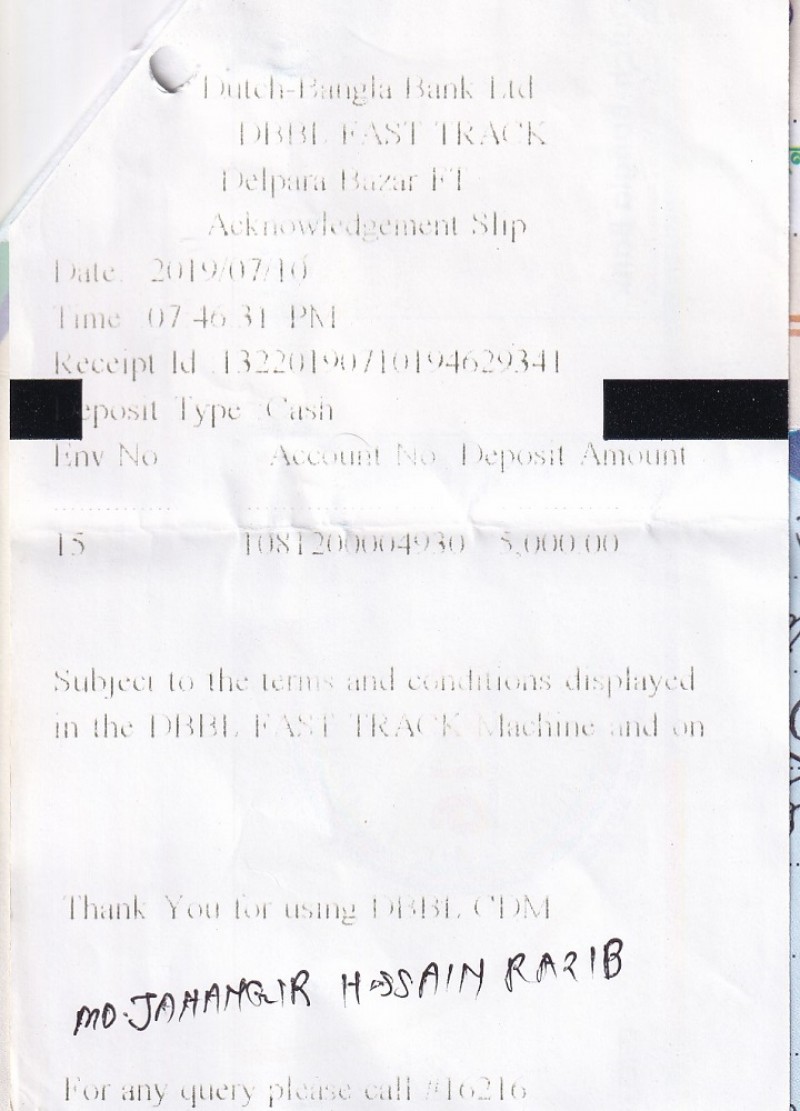 Dutch-Bangla Bank Ltd
DBBL FAST TRACK
Delpara Bazar FT
Acknowledgement Slip
Date: 2019/07/10
Time: 07:46:31 PM
Receipt Id :13220190710194629341
Deposit Type :Cash
Env No Account No Deposit Amount
15 1081200004930 5,000.00
Subject to the terms and conditions displayed
in the DBBL FAST TRACK Machine and on
Thank You for using DBBL CDM
MD. JAHANGIR HOSSAIN RAZIB
For any query please call #16216